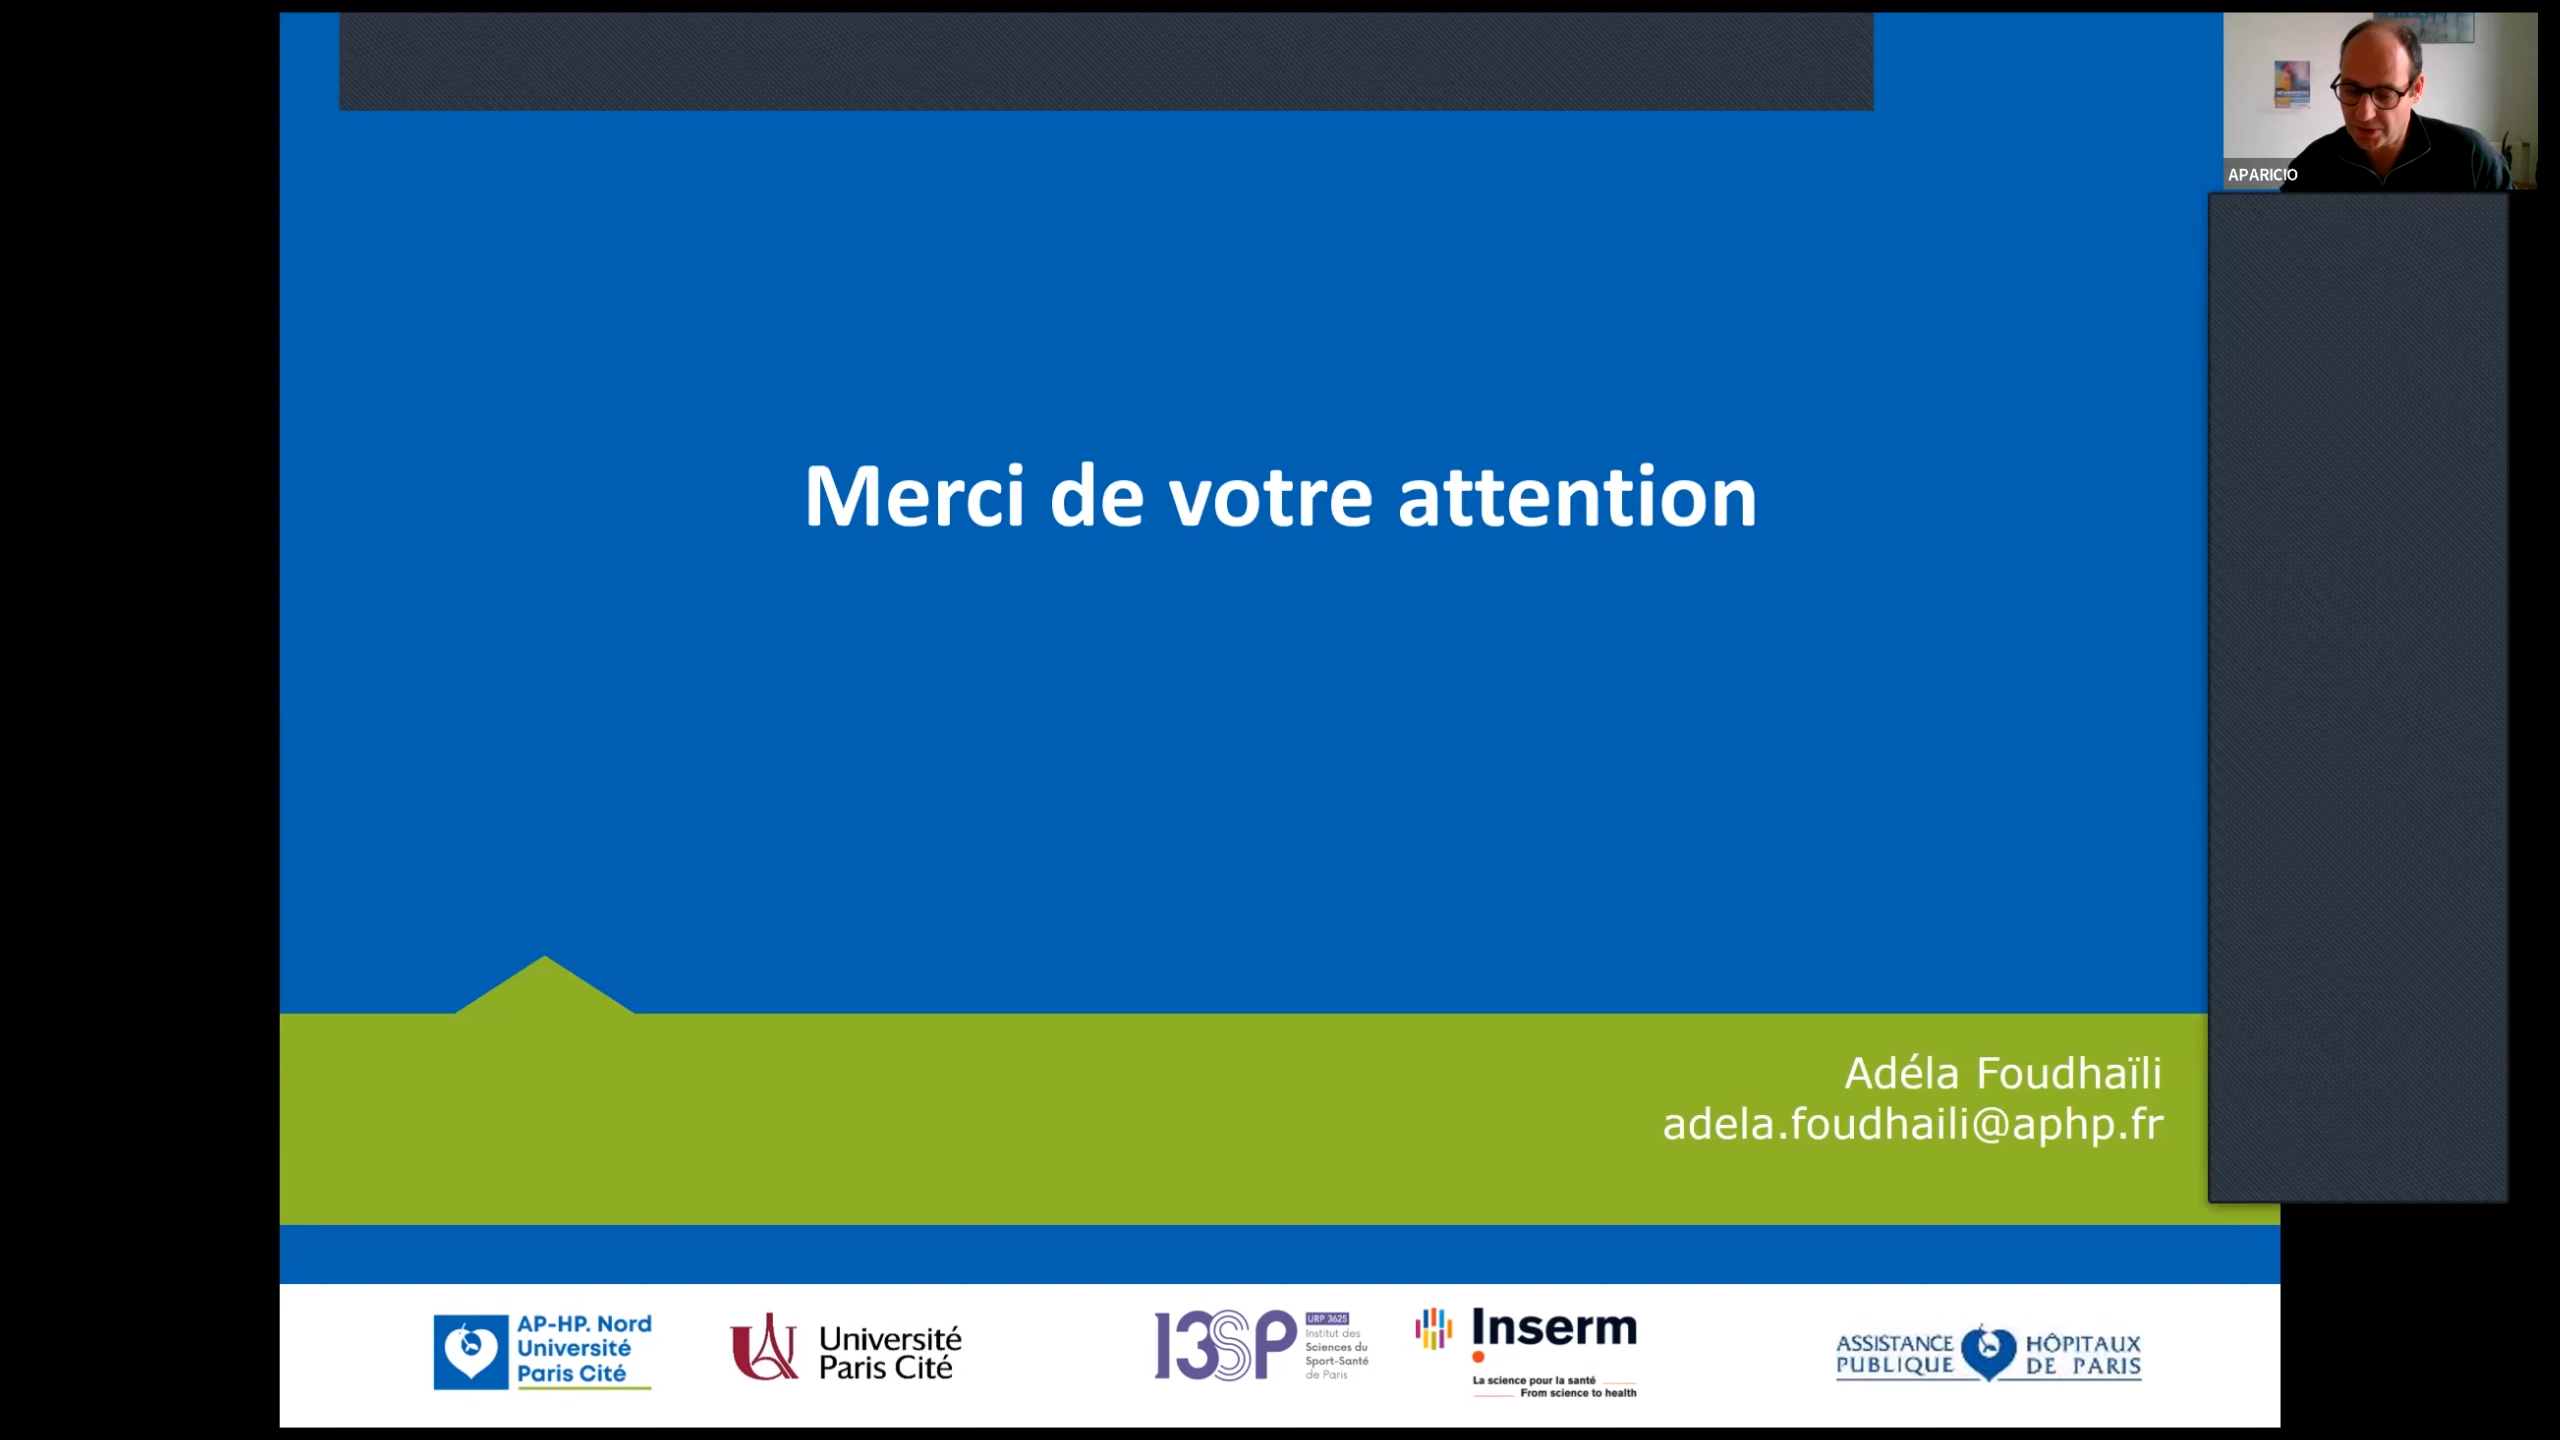 APARICIO
Merci de votre attention
Adéla Foudhaïli
adela.foudhaili@aphp.fr
AP-HP. Nord
Université
Paris Cité
Université
Paris Cité
I3SP
URP 3625
Institut des
Sciences du
Sport-Santé
de Paris
Inserm
La science pour la santé
From science to health
ASSISTANCE
PUBLIQUE
HÔPITAUX
DE PARIS